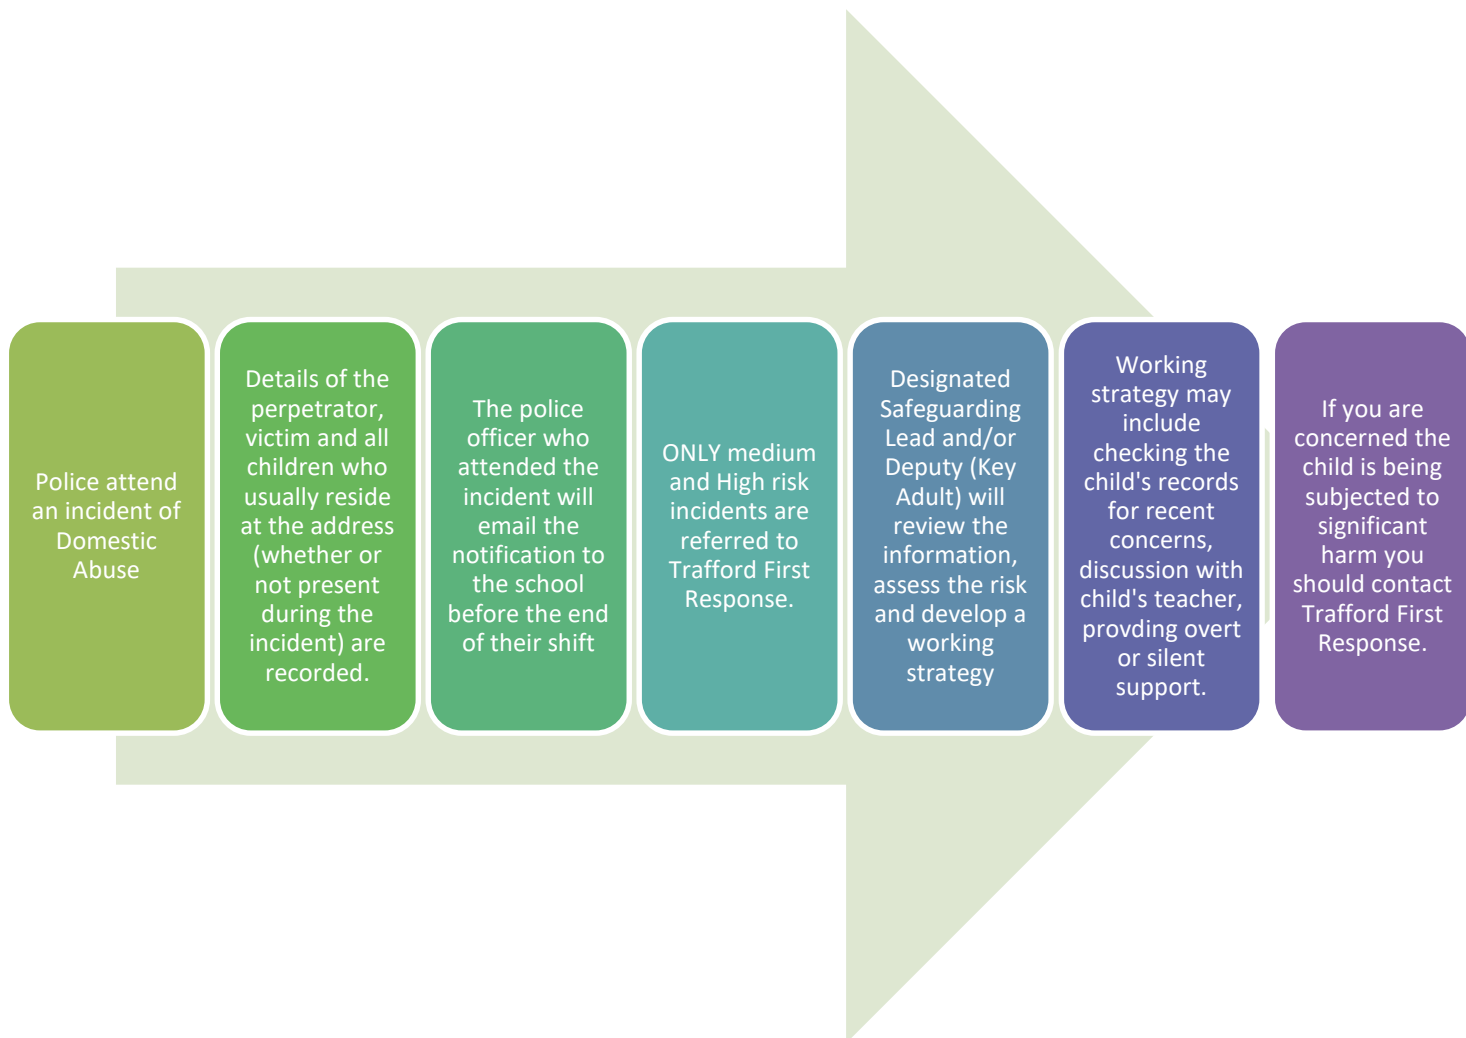 Police attend
an incident of
Domestic
Abuse
Details of the
perpetrator,
victim and all
children who
usually reside
at the address
(whether or
not present
during the
incident) are
recorded.
The police
officer who
attended the
incident will
email the
notification to
the school
before the end
of their shift
ONLY medium
and High risk
incidents are
referred to
Trafford First
Response.
Designated
Safeguarding
Lead and/or
Deputy (Key
Adult) will
review the
information,
assess the risk
and develop a
working
strategy
Working
strategy may
include
checking the
child's records
for recent
concerns,
discussion with
child's teacher,
provding overt
or silent
support.
If you are
concerned the
child is being
subjected to
significant
harm you
should contact
Trafford First
Response.